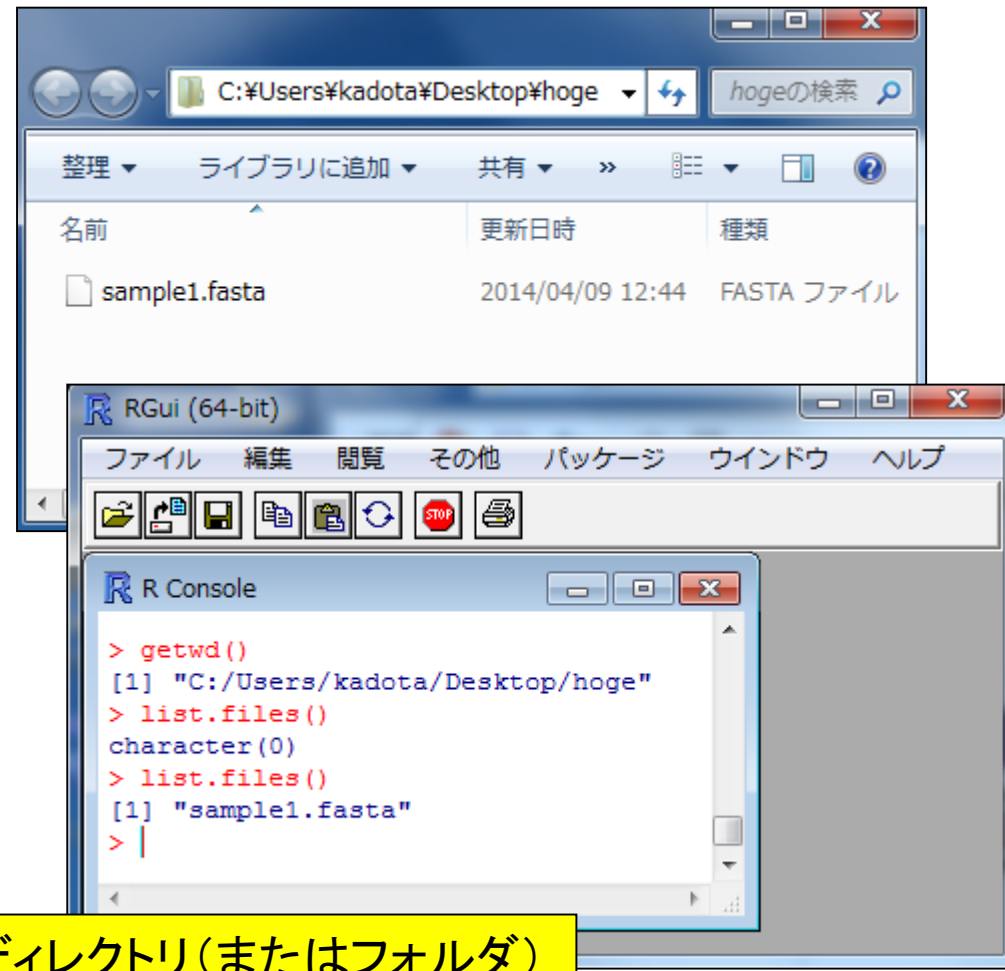 C:¥Users¥kadota¥Desktop¥hoge
hogeの検索
整理
ライブラリに追加
共有
»
名前
更新日時
種類
sample1.fasta
2014/04/09 12:44
FASTA ファイル
RGui (64-bit)
ファイル 編集 閲覧 その他 パッケージ ウインドウ ヘルプ
STOP
R Console
> getwd()
[1] "C:/Users/kadota/Desktop/hoge"
> list.files()
character(0)
> list.files()
[1] "sample1.fasta"
>
ディレクトリ(またはフォルダ)